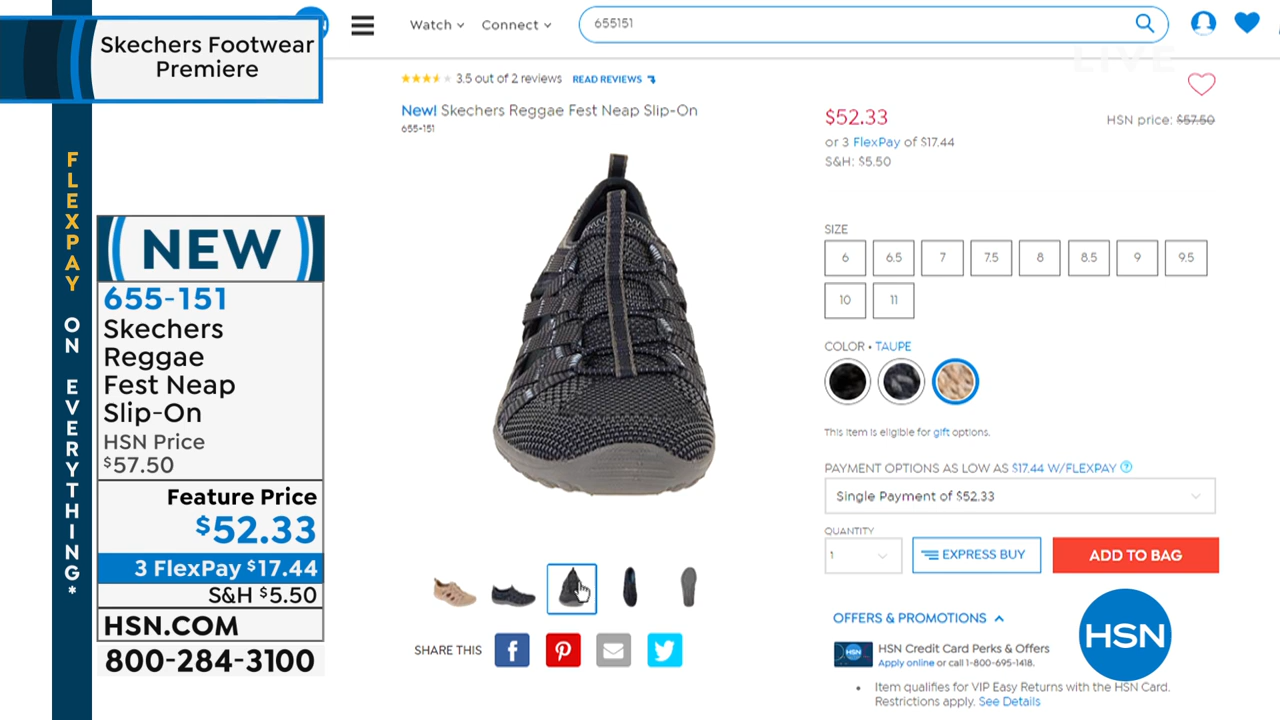 Skechers Footwear
Premiere
FLEXPAY ON EVERYTHING*
NEW
655-151
Skechers
Reggae
Fest Neap
Slip-On
HSN Price
$57.50
Feature Price
$52.33
3 FlexPay $17.44
S&H $5.50
HSN.COM
800-284-3100
Watch
Connect
655151
LIVE
3.5 out of 2 reviews READ REVIEWS
New! Skechers Reggae Fest Neap Slip-On
655-151
$52.33
HSN price: $57.50
or 3 FlexPay of $17.44
S&H: $5.50
SIZE
6 6.5 7 7.5 8 8.5 9 9.5
10 11
COLOR • TAUPE
This item is eligible for gift options.
PAYMENT OPTIONS AS LOW AS $17.44 W/FLEXPAY ?
Single Payment of $52.33
QUANTITY
1
EXPRESS BUY
ADD TO BAG
SHARE THIS
OFFERS & PROMOTIONS
HSN
HSN Credit Card Perks & Offers
Apply online or call 1-800-695-1418.
• Item qualifies for VIP Easy Returns with the HSN Card.
Restrictions apply. See Details
HSN